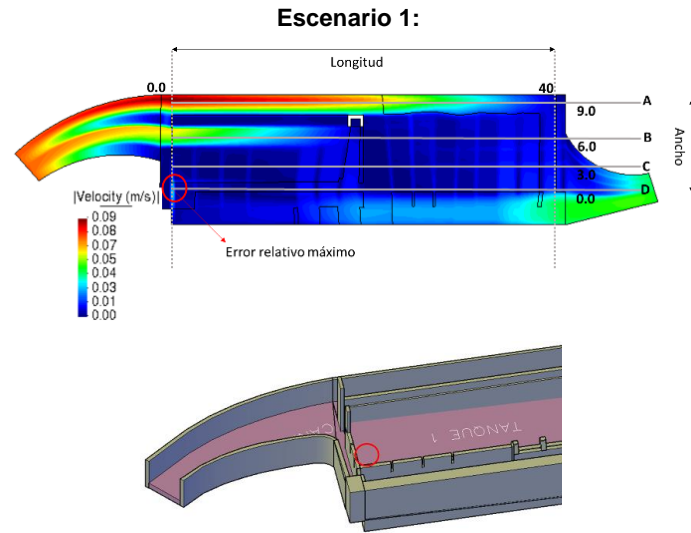 Escenario 1:
Longitud
0.0
40
A
9.0
B
6.0
Ancho
C
3.0
D
0.0
|Velocity (m/s)|
0.09
0.08
0.07
0.05
0.04
0.03
0.01
0.00
Error relativo máximo
TANQUE 1